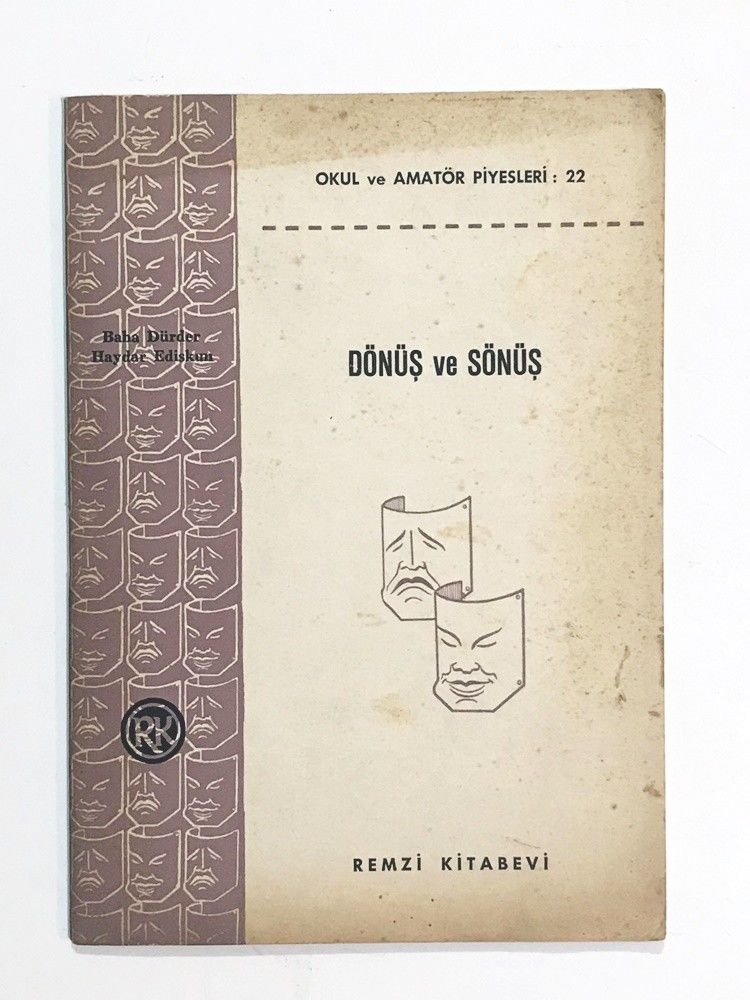 OKUL ve AMATÖR PİYESLERİ : 22
Baha Dürder
Haydar Ediskun
DÖNÜŞ ve SÖNÜŞ
RK
REMZİ KİTABEVİ